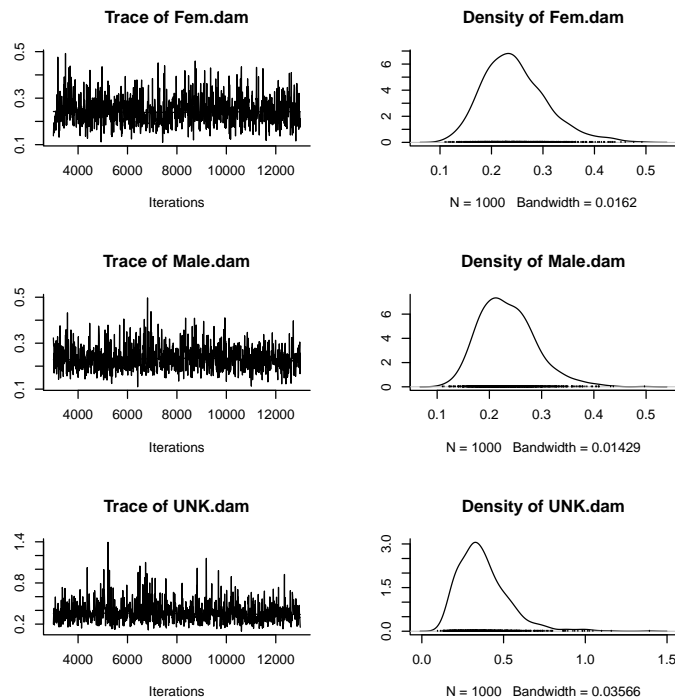 Trace of Fem.dam
0.1 0.3 0.5
4000 6000 8000 10000 12000
Iterations
Density of Fem.dam
0 2 4 6
0.1 0.2 0.3 0.4 0.5
N = 1000 Bandwidth = 0.0162
Trace of Male.dam
0.1 0.3 0.5
4000 6000 8000 10000 12000
Iterations
Density of Male.dam
0 2 4 6
0.1 0.2 0.3 0.4 0.5
N = 1000 Bandwidth = 0.01429
Trace of UNK.dam
0.2 0.8 1.4
4000 6000 8000 10000 12000
Iterations
Density of UNK.dam
0.0 1.5 3.0
0.0 0.5 1.0 1.5
N = 1000 Bandwidth = 0.03566